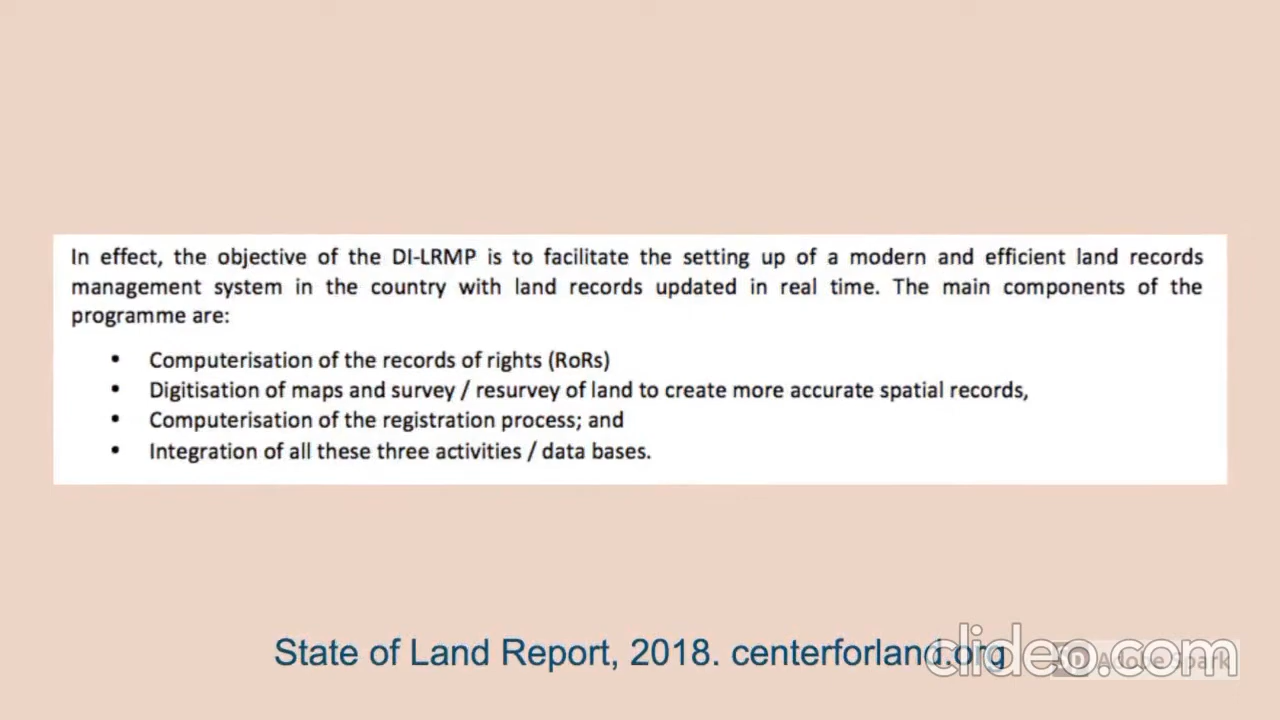 In effect, the objective of the DI-LRMP is to facilitate the setting up of a modern and efficient land records
management system in the country with land records updated in real time. The main components of the
programme are:
• Computerisation of the records of rights (RoRs)
• Digitisation of maps and survey / resurvey of land to create more accurate spatial records,
• Computerisation of the registration process; and
• Integration of all these three activities / data bases.
State of Land Report, 2018. centerforland.org
clideo.com
Adobe Spark